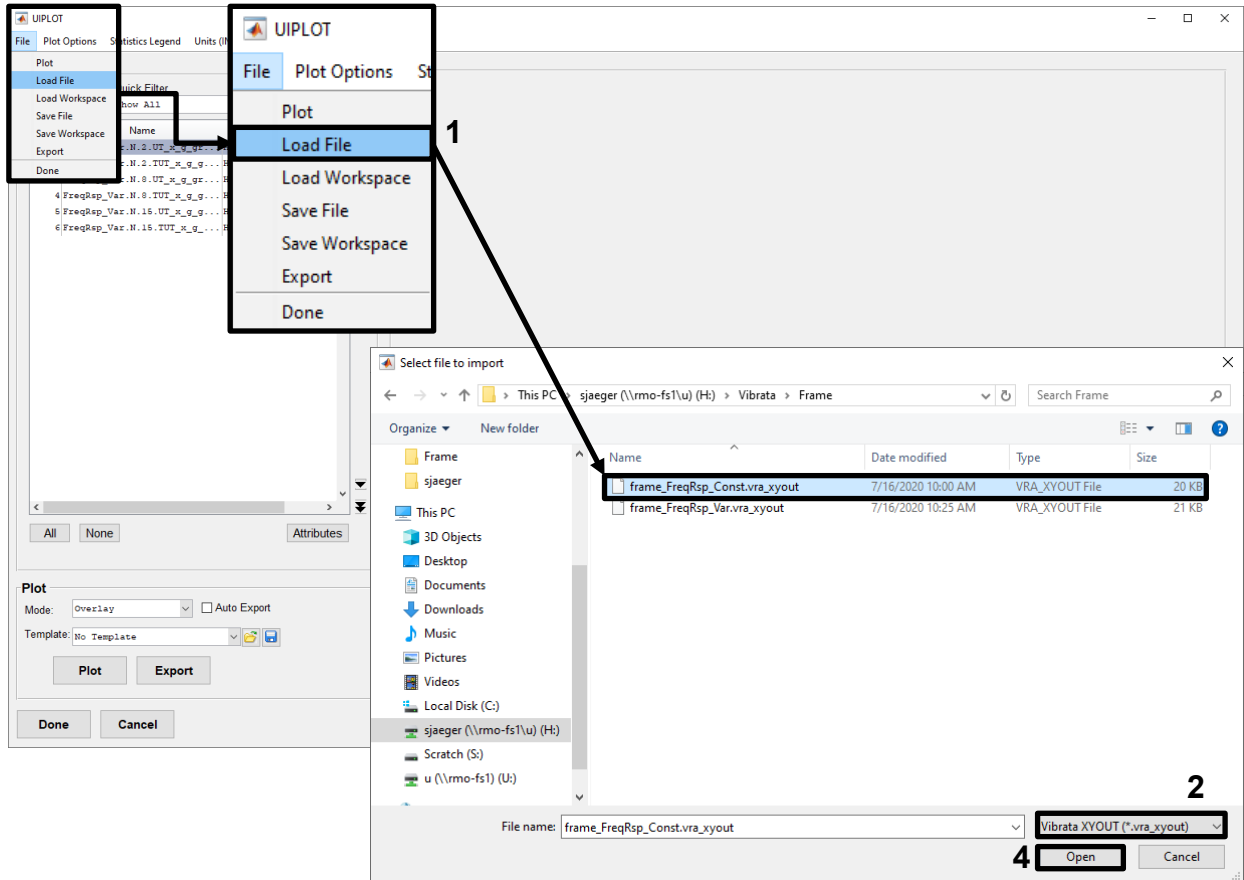 UIPLOT
File Plot Options Statistics Legend Units (IN
Plot
Load File
Load Workspace
Save File
Save Workspace
Export
Done
Quick Filter
Show All
Name
r.N.2.UT_x_g_gr... H
r.N.2.TUT_x_g_g... H
r.N.8.UT_x_g_gr... H
4 FreqRsp_Var.N.8.TUT_x_g_g... H
5 FreqRsp_Var.N.15.UT_x_g_g... H
6 FreqRsp_Var.N.15.TUT_x_g_... H
UIPLOT
File Plot Options St
Plot
Load File
Load Workspace
Save File
Save Workspace
Export
Done
1
All None Attributes
Plot
Mode: Overlay Auto Export
Template: No Template
Plot Export
Done Cancel
Select file to import
This PC › sjaeger (\\rmo-fs1\u) (H:) › Vibrata › Frame
Search Frame
Organize New folder
Frame
sjaeger
This PC
3D Objects
Desktop
Documents
Downloads
Music
Pictures
Videos
Local Disk (C:)
sjaeger (\\rmo-fs1\u) (H:)
Scratch (S:)
u (\\rmo-fs1) (U:)
Name Date modified Type Size
frame_FreqRsp_Const.vra_xyout 7/16/2020 10:00 AM VRA_XYOUT File 20 KB
frame_FreqRsp_Var.vra_xyout 7/16/2020 10:25 AM VRA_XYOUT File 21 KB
2
File name: frame_FreqRsp_Const.vra_xyout Vibrata XYOUT (*.vra_xyout)
4 Open Cancel